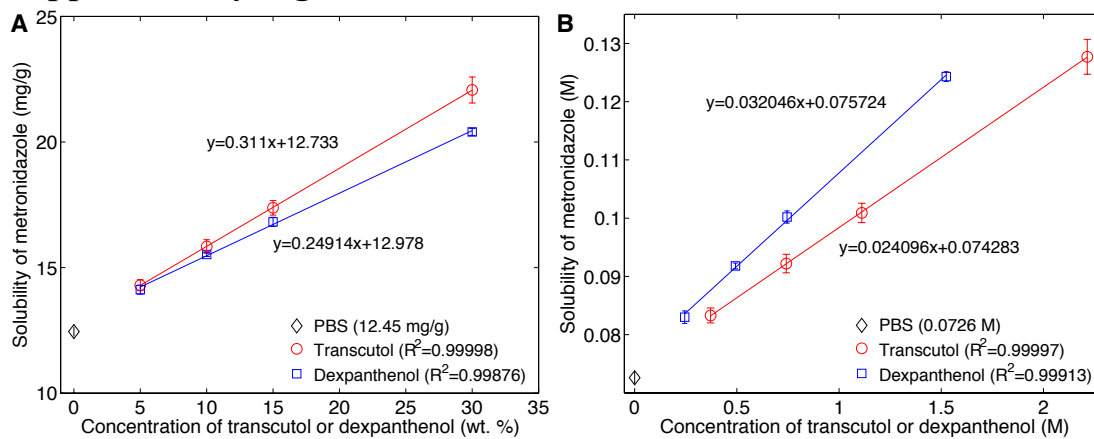 A
Solubility of metronidazole (mg/g)
25
20
15
10
y=0.311x+12.733
y=0.24914x+12.978
PBS (12.45 mg/g)
Transcutol (R²=0.99998)
Dexpanthenol (R²=0.99876)
0 5 10 15 20 25 30 35
Concentration of transcutol or dexpanthenol (wt. %)
B
Solubility of metronidazole (M)
0.13
0.12
0.11
0.1
0.09
0.08
y=0.032046x+0.075724
y=0.024096x+0.074283
PBS (0.0726 M)
Transcutol (R²=0.99997)
Dexpanthenol (R²=0.99913)
0 0.5 1 1.5 2
Concentration of transcutol or dexpanthenol (M)